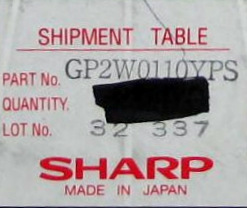 SHIPMENT TABLE
PART No. GP2W0110YPS
QUANTITY.
LOT No. 32 337
SHARP
MADE IN JAPAN